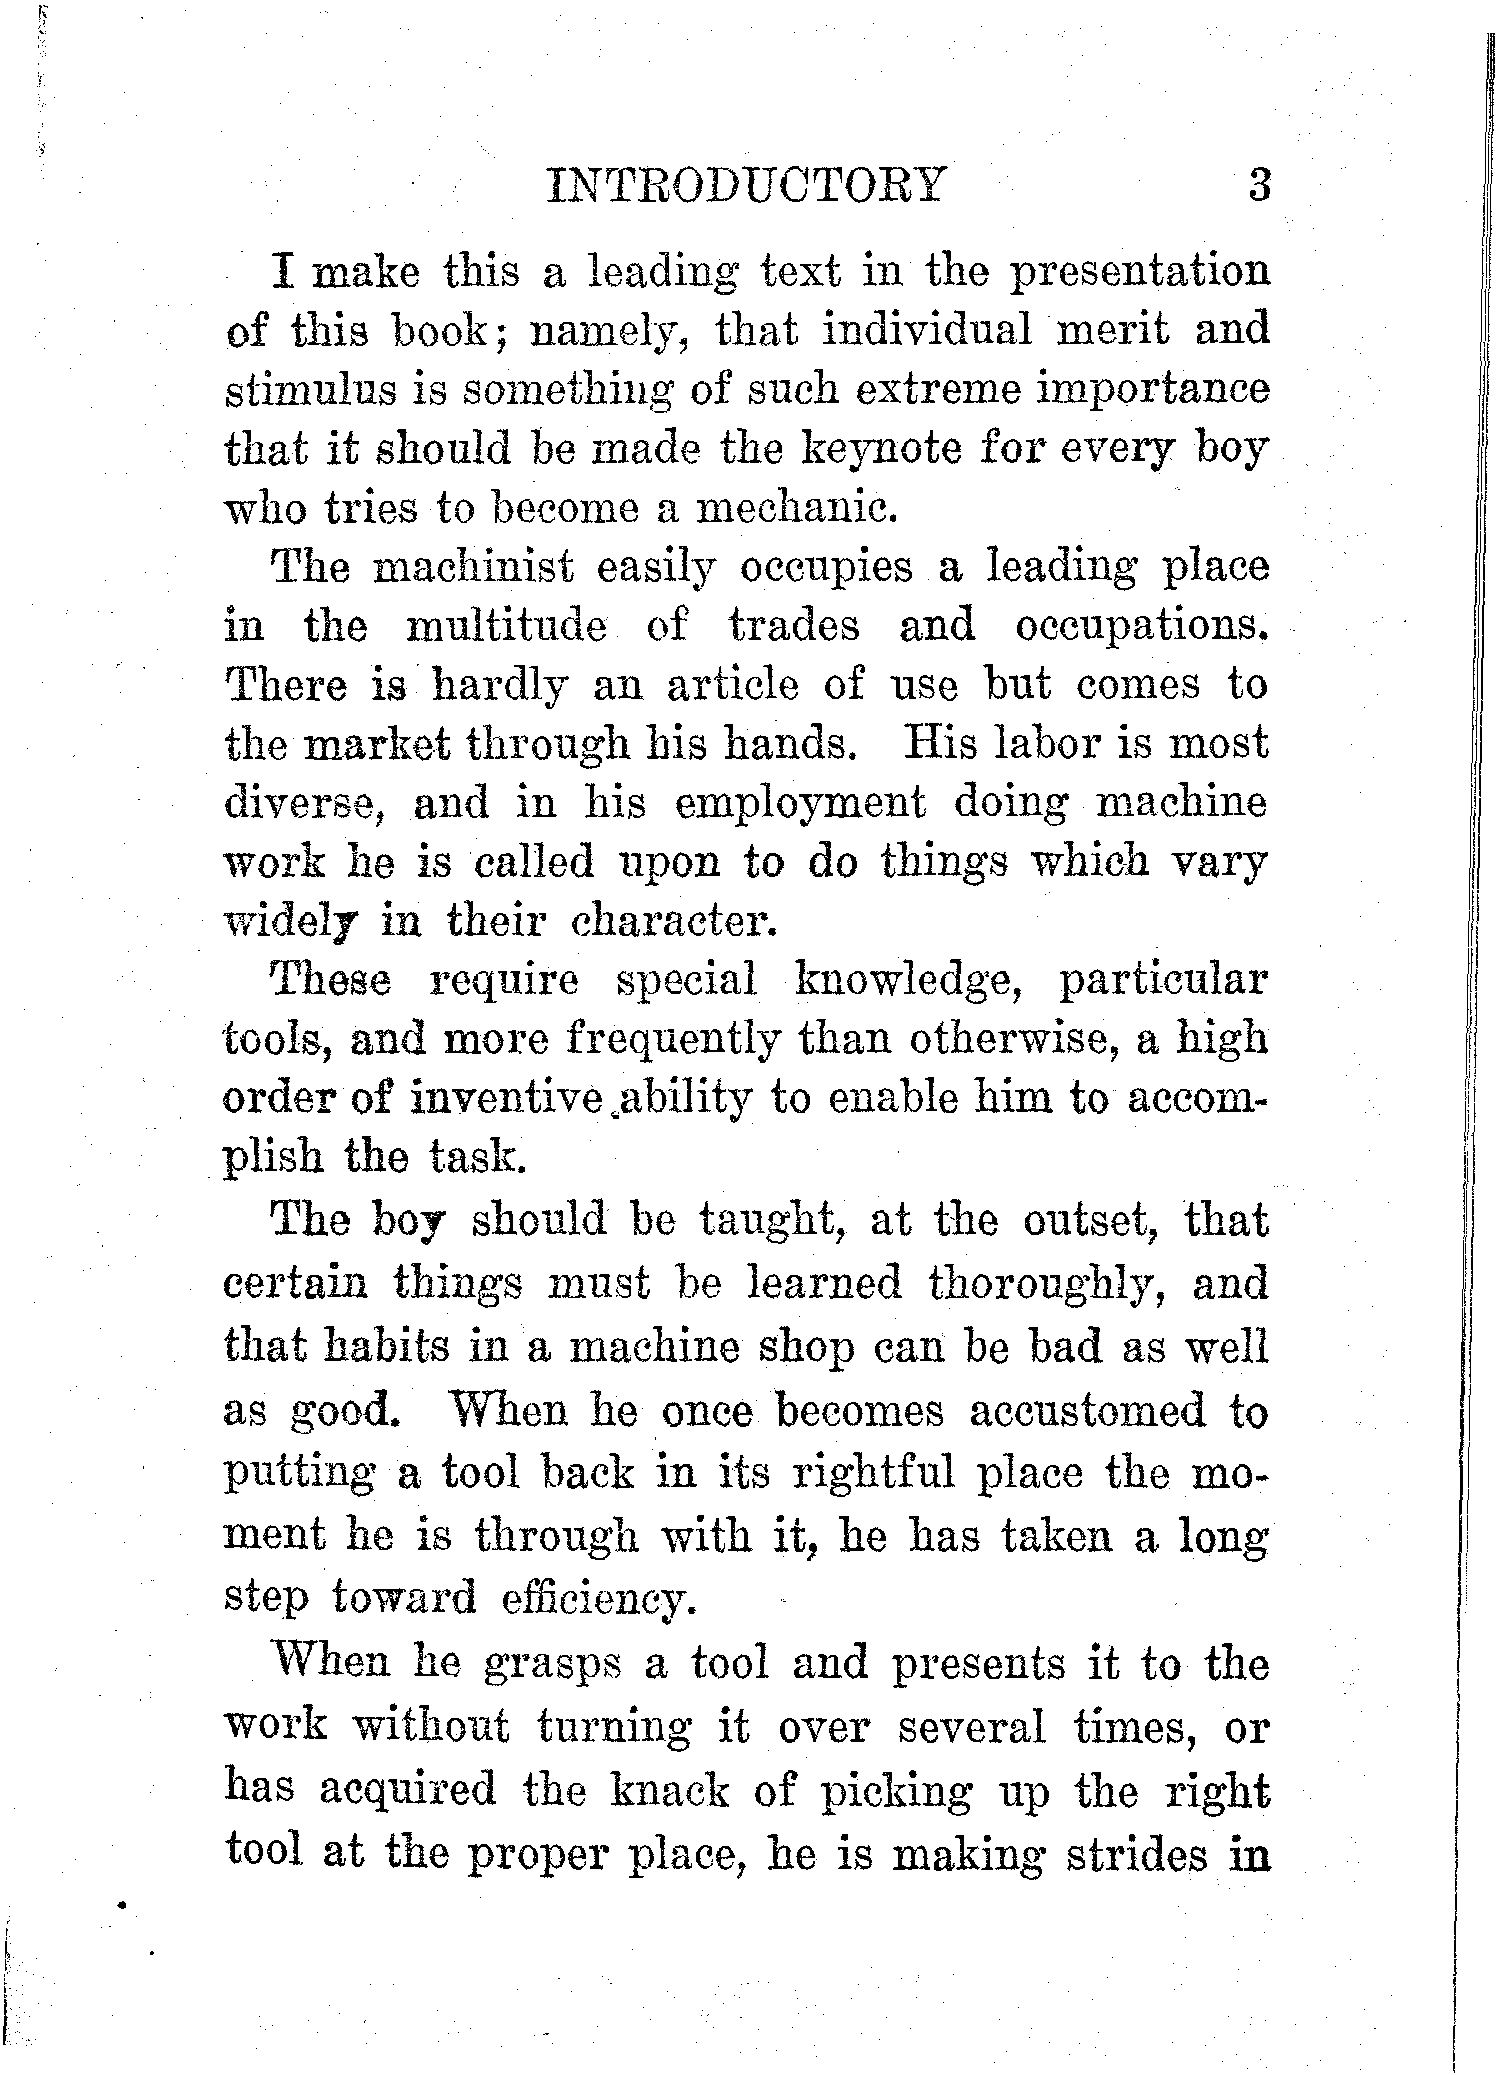 INTRODUCTORY 3
I make this a leading text in the presentation
of this book; namely, that individual merit and
stimulus is something of such extreme importance
that it should be made the keynote for every boy
who tries to become a mechanic.
The machinist easily occupies a leading place
in the multitude of trades and occupations.
There is hardly an article of use but comes to
the market through his hands. His labor is most
diverse, and in his employment doing machine
work he is called upon to do things which vary
widely in their character.
These require special knowledge, particular
tools, and more frequently than otherwise, a high
order of inventive ability to enable him to accom-
plish the task.
The boy should be taught, at the outset, that
certain things must be learned thoroughly, and
that habits in a machine shop can be bad as well
as good. When he once becomes accustomed to
putting a tool back in its rightful place the mo-
ment he is through with it, he has taken a long
step toward efficiency.
When he grasps a tool and presents it to the
work without turning it over several times, or
has acquired the knack of picking up the right
tool at the proper place, he is making strides in